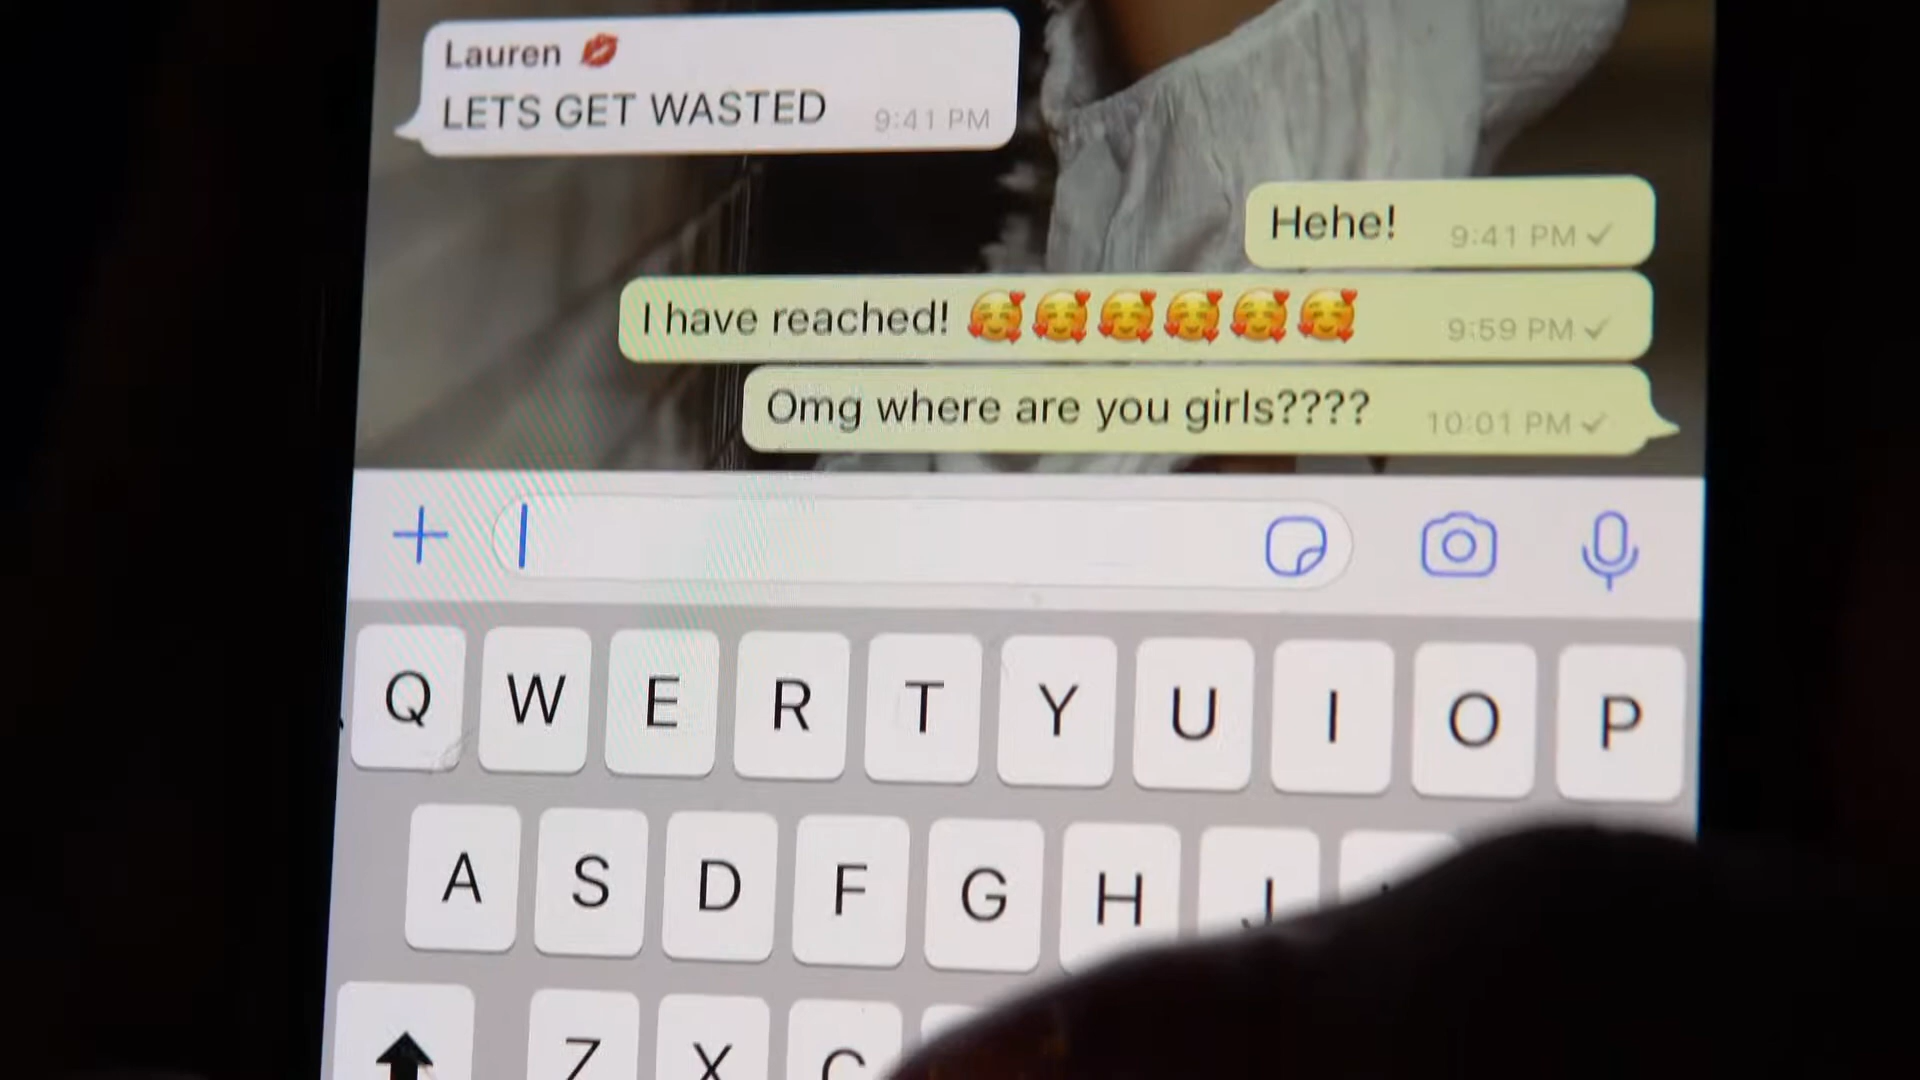 Lauren 💋
LETS GET WASTED 9:41 PM
Hehe! 9:41 PM ✓
I have reached! 🥰🥰🥰🥰🥰🥰 9:59 PM ✓
Omg where are you girls???? 10:01 PM ✓
Q W E R T Y U I O P
A S D F G H J
Z X C